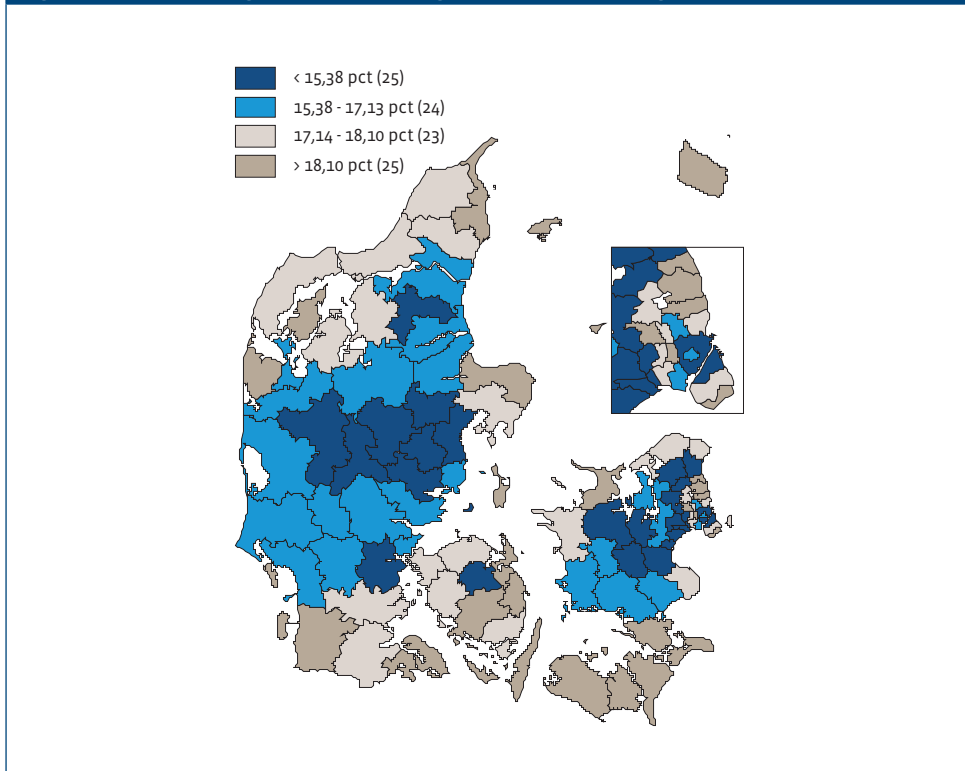 < 15,38 pct (25)
15,38 - 17,13 pct (24)
17,14 - 18,10 pct (23)
> 18,10 pct (25)